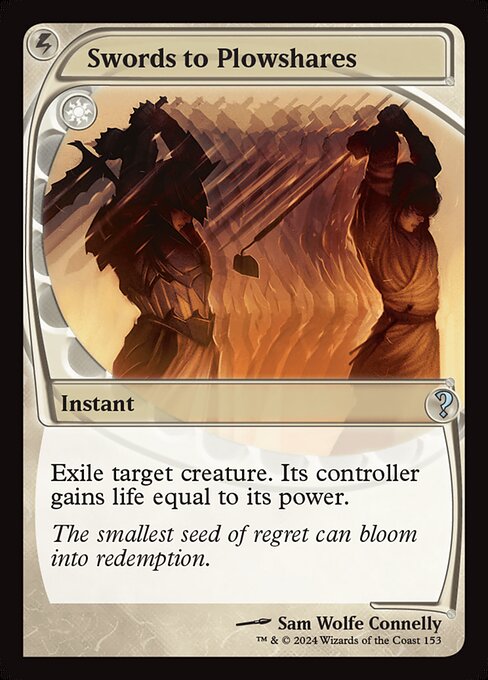 Swords to Plowshares
Instant
Exile target creature. Its controller
gains life equal to its power.
The smallest seed of regret can bloom
into redemption.
Sam Wolfe Connelly
™ & © 2024 Wizards of the Coast 153